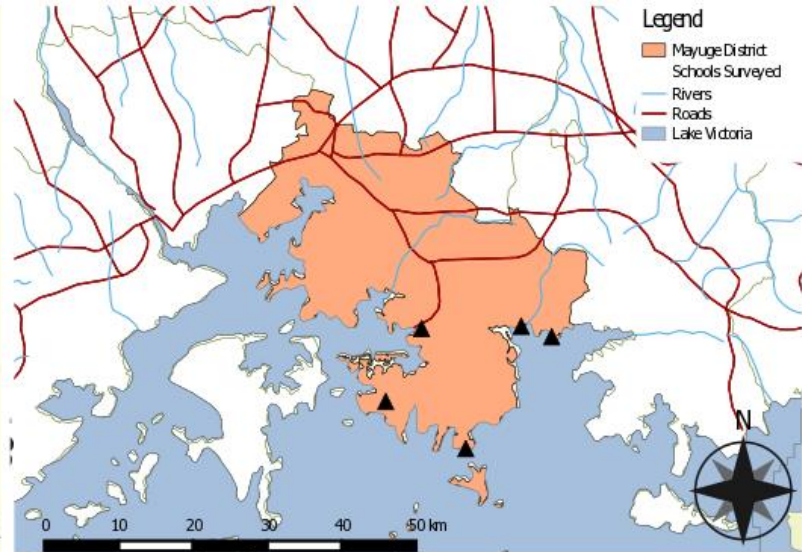 Legend
Mayuge District
Schools Surveyed
Rivers
Roads
Lake Victoria
N
0 10 20 30 40 50 km